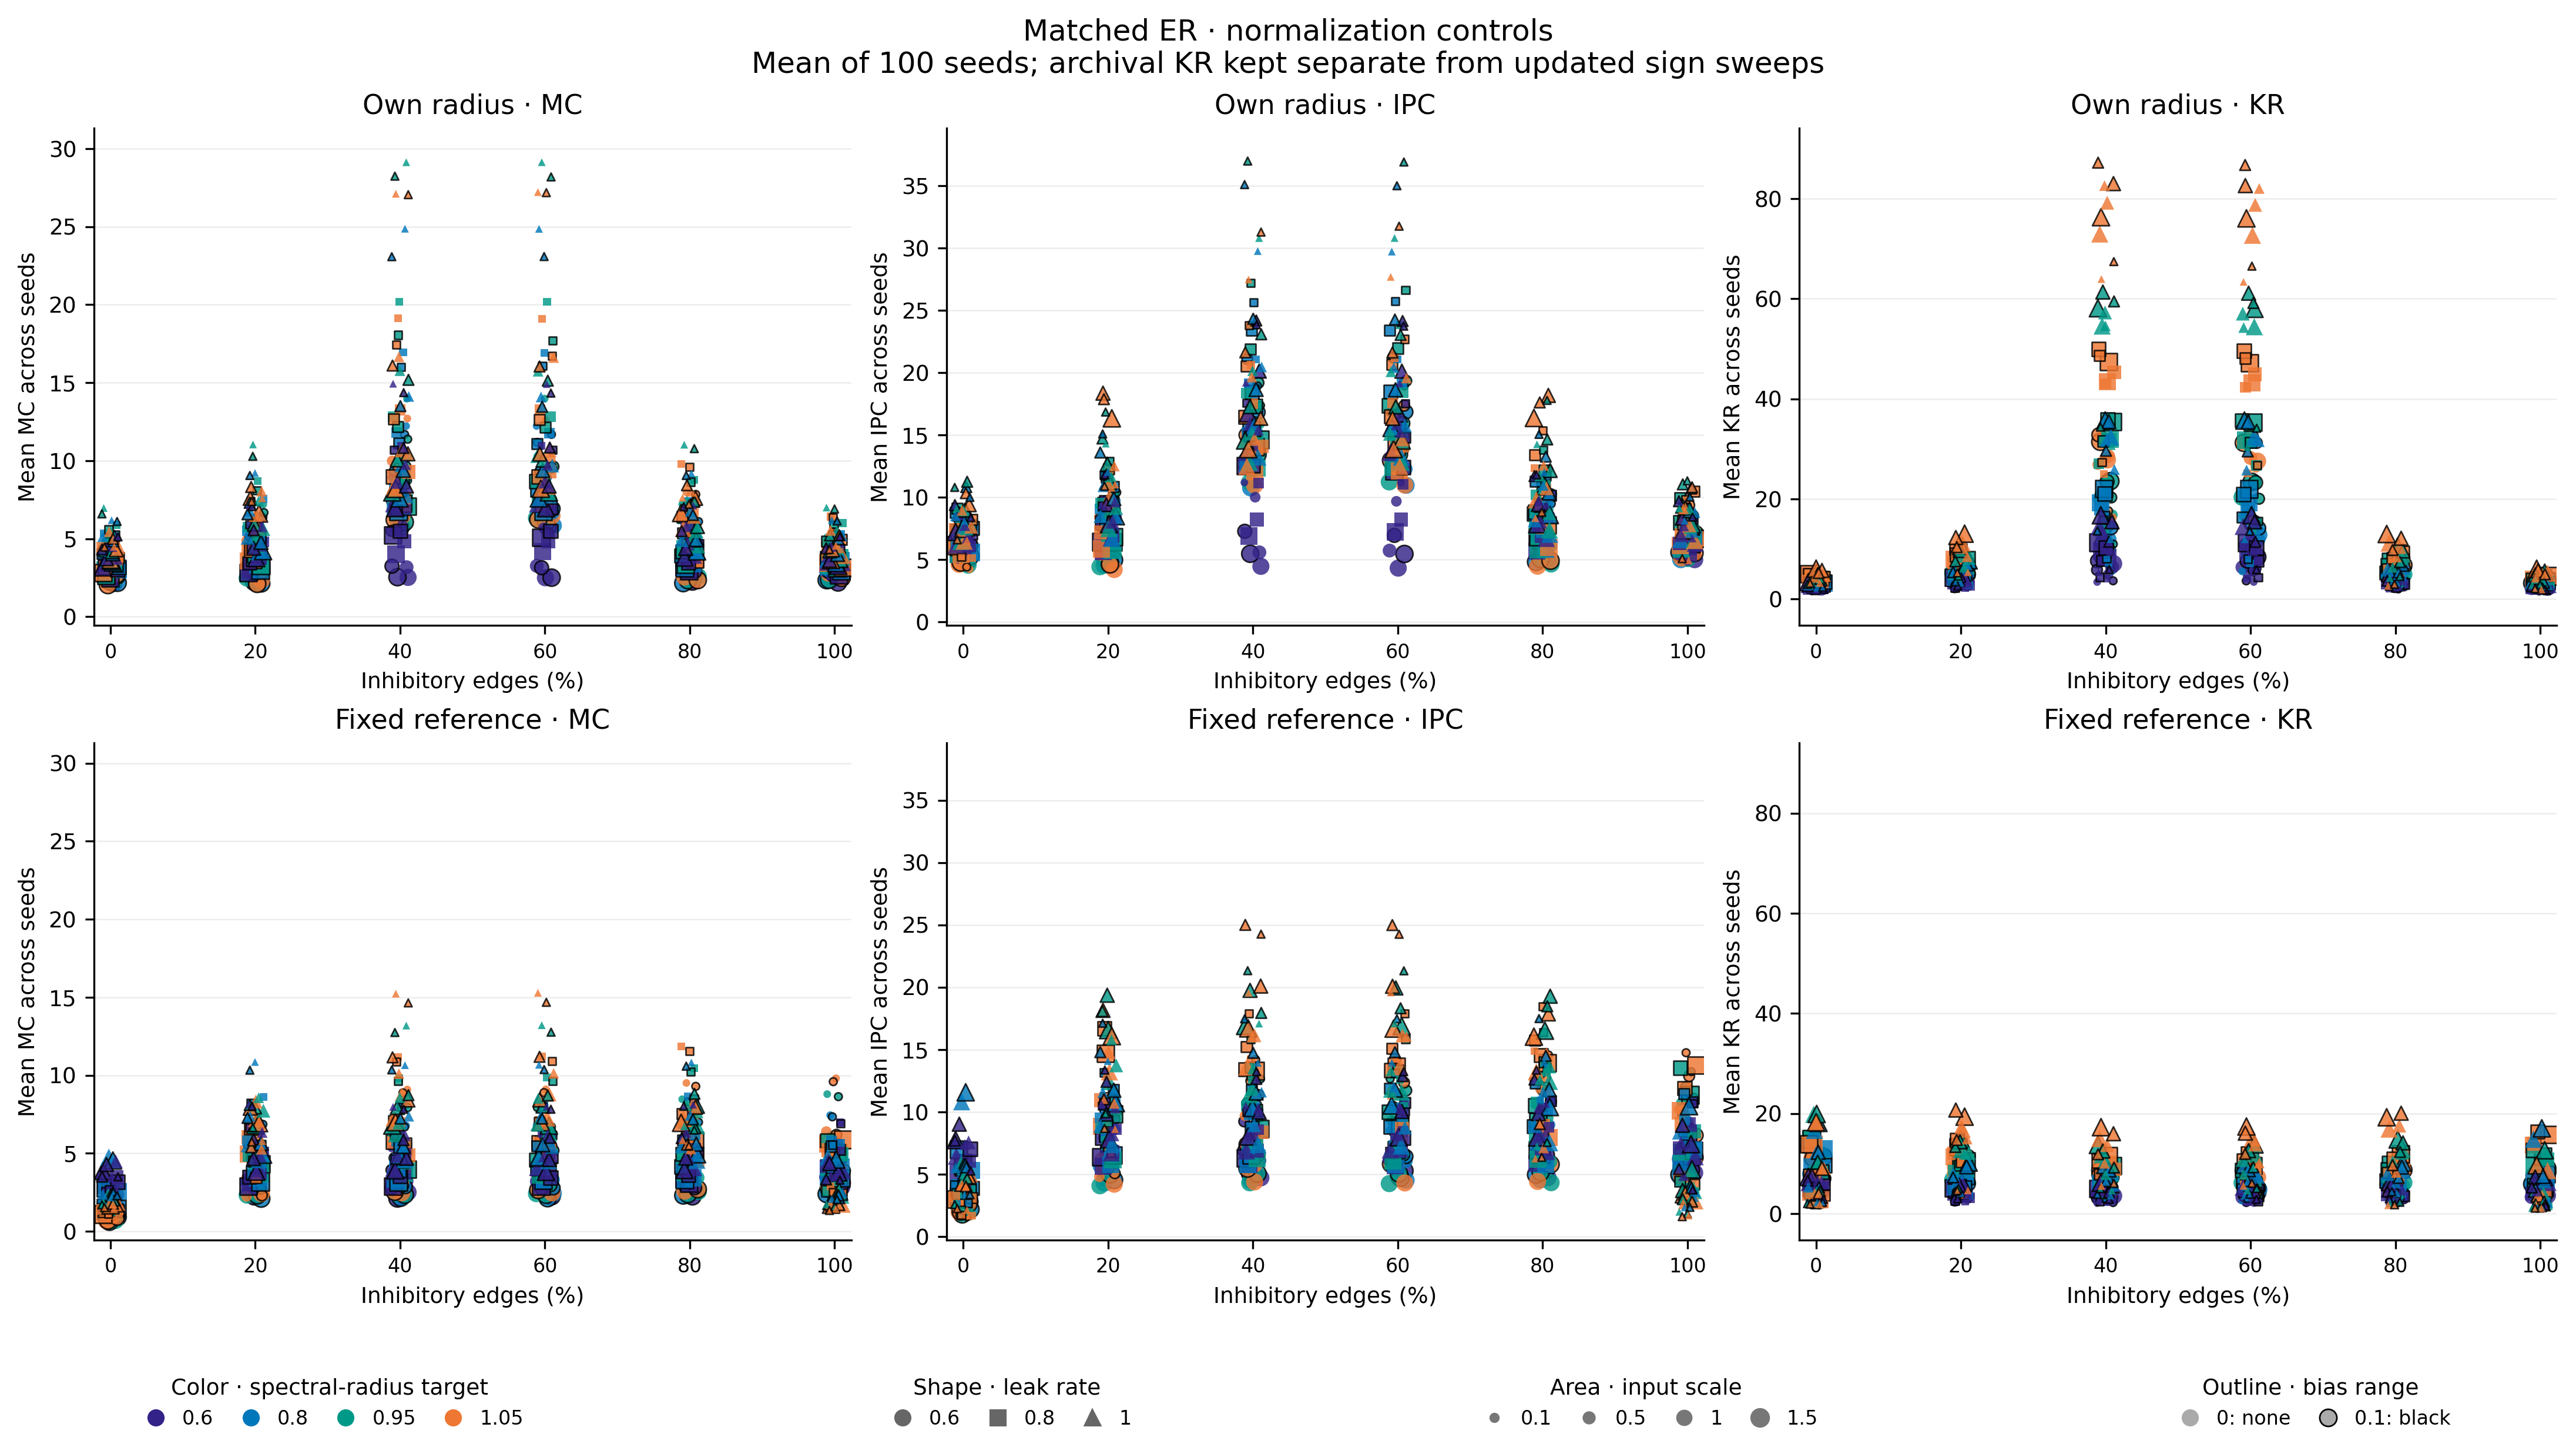 Matched ER · normalization controls
Mean of 100 seeds; archival KR kept separate from updated sign sweeps
Own radius · MC
Mean MC across seeds
30
25
20
15
10
5
0
0 20 40 60 80 100
Inhibitory edges (%)
Own radius · IPC
Mean IPC across seeds
35
30
25
20
15
10
5
0
0 20 40 60 80 100
Inhibitory edges (%)
Own radius · KR
Mean KR across seeds
80
60
40
20
0
0 20 40 60 80 100
Inhibitory edges (%)
Fixed reference · MC
Mean MC across seeds
30
25
20
15
10
5
0
0 20 40 60 80 100
Inhibitory edges (%)
Fixed reference · IPC
Mean IPC across seeds
35
30
25
20
15
10
5
0
0 20 40 60 80 100
Inhibitory edges (%)
Fixed reference · KR
Mean KR across seeds
80
60
40
20
0
0 20 40 60 80 100
Inhibitory edges (%)
Color · spectral-radius target
0.6 0.8 0.95 1.05
Shape · leak rate
0.6 0.8 1
Area · input scale
0.1 0.5 1 1.5
Outline · bias range
0: none 0.1: black